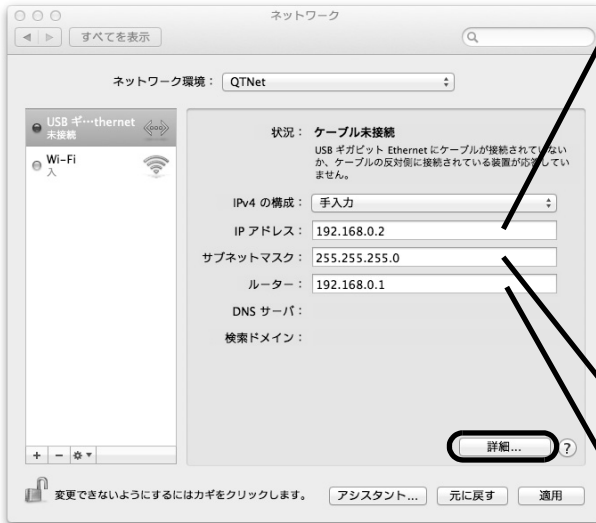 ネットワーク
すべてを表示
ネットワーク環境： QTNet
USB ギ…thernet
未接続
Wi-Fi
入
状況： ケーブル未接続
USB ギガビット Ethernet にケーブルが接続されていない
か、ケーブルの反対側に接続されている装置が応答してい
ません。
IPv4 の構成： 手入力
IP アドレス： 192.168.0.2
サブネットマスク： 255.255.255.0
ルーター： 192.168.0.1
DNS サーバ：
検索ドメイン：
詳細... ?
+ −
変更できないようにするにはカギをクリックします。 アシスタント... 元に戻す 適用